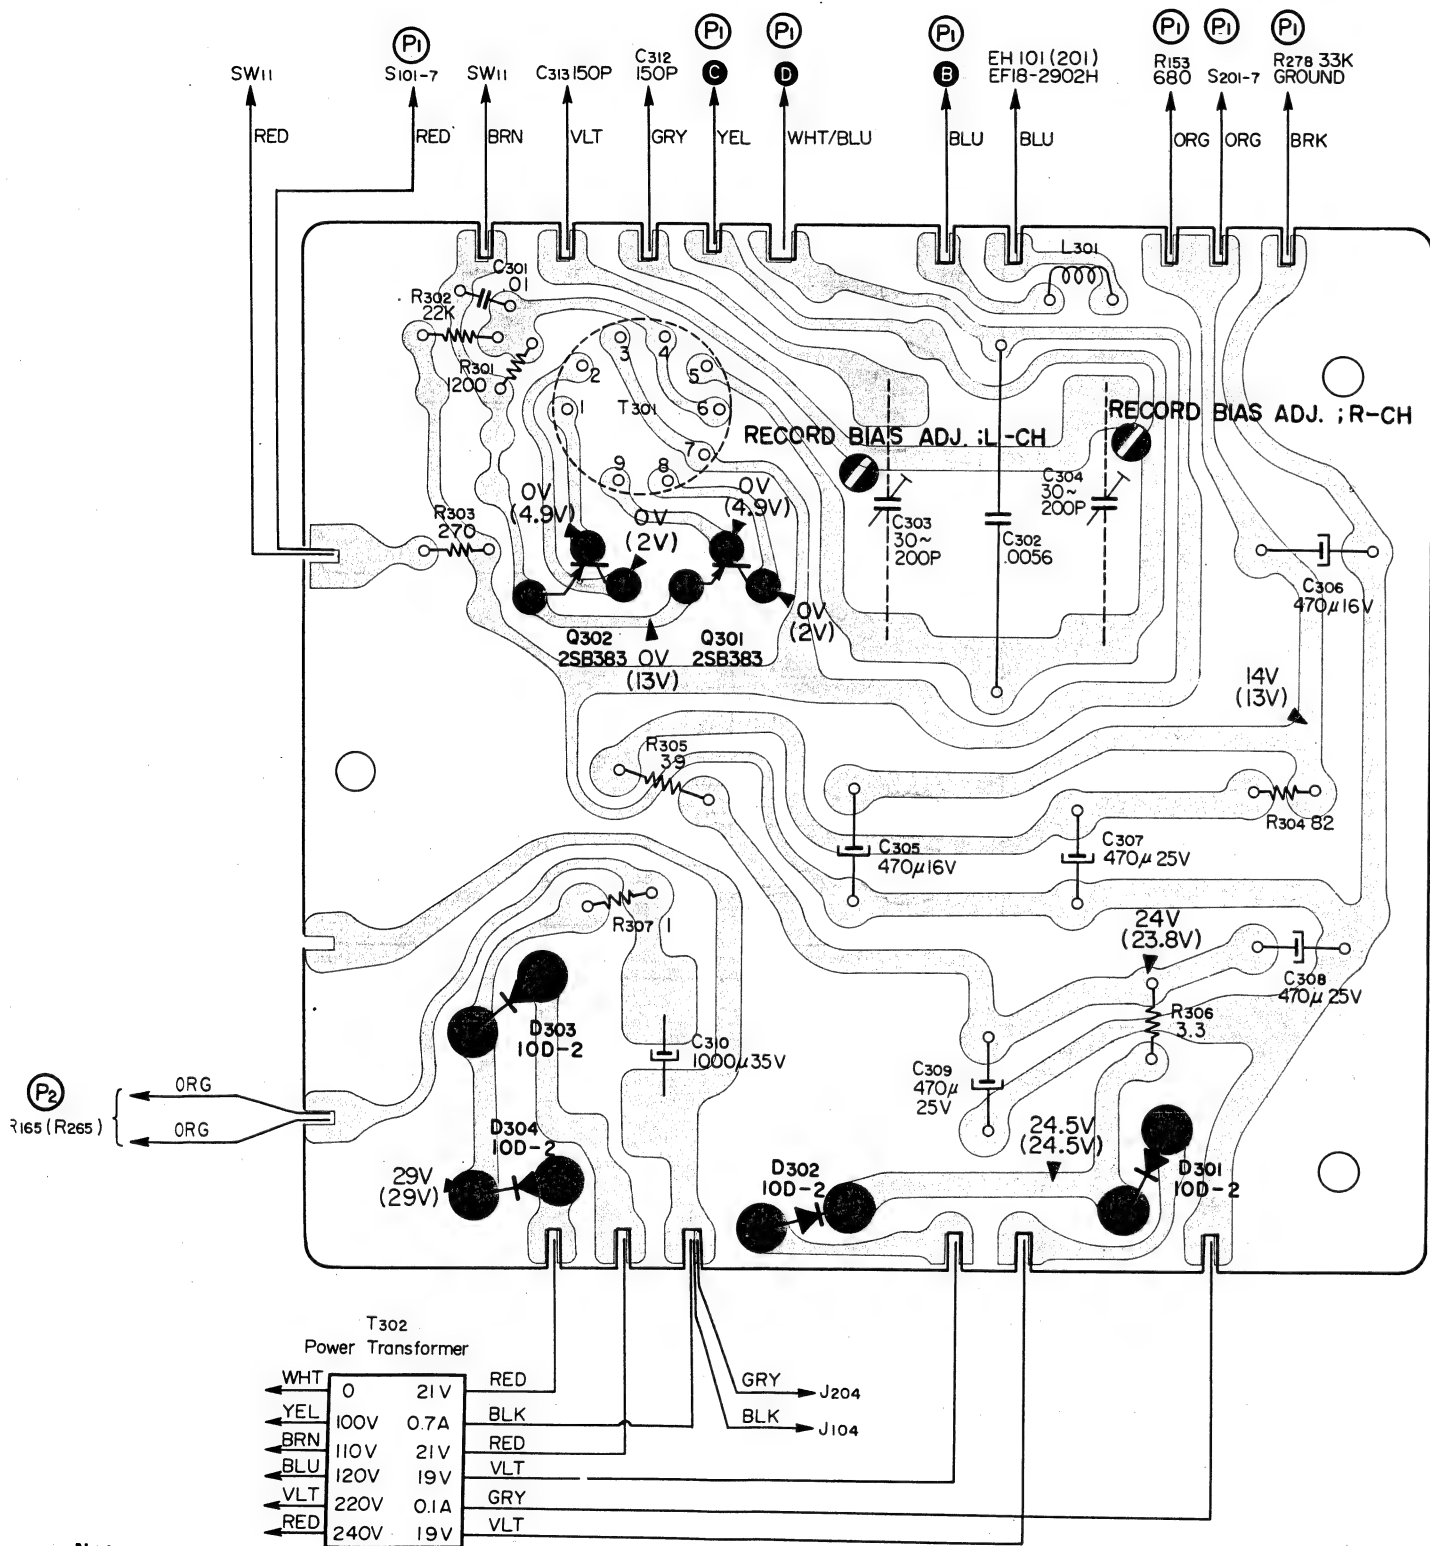 P1 P1 P1 P1 P1 P1 P1
SW11 S101-7 SW11 C313 150P C312 150P C D B EH 101 (201) EF18-2902H R153 680 S201-7 R278 33K GROUND
RED RED BRN VLT GRY YEL WHT/BLU BLU BLU ORG ORG BRK
L301
C301 .01
R302 22K
R301 1200
3 4
2 5
1 T301 6
7
9 8
RECORD BIAS ADJ. ;L-CH
RECORD BIAS ADJ. ;R-CH
C304 30~ 200P
C303 30~ 200P
C302 .0056
R303 270
0V (4.9V)
0V (2V)
0V (4.9V)
0V (2V)
C306 470μ16V
Q302 2SB383
Q301 2SB383
0V (13V)
14V (13V)
R305 39
R304 82
C305 470μ16V
C307 470μ25V
R307 1
24V (23.8V)
C308 470μ25V
R306 3.3
D303 10D-2
C310 1000μ35V
C309 470μ 25V
P2
R165 (R265)
ORG
ORG
D304 10D-2
29V (29V)
24.5V (24.5V)
D302 10D-2
D301 10D-2
T302
Power Transformer
WHT 0 21V RED
YEL 100V 0.7A BLK
BRN 110V 21V RED
BLU 120V 19V VLT
VLT 220V 0.1A GRY
RED 240V 19V VLT
GRY J204
BLK J104